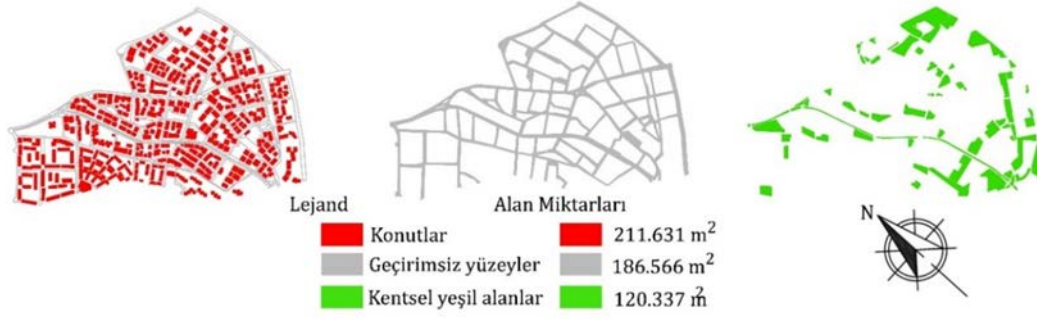 N
Lejand Alan Miktarları
Konutlar 211.631 m²
Geçirimsiz yüzeyler 186.566 m²
Kentsel yeşil alanlar 120.337 m²